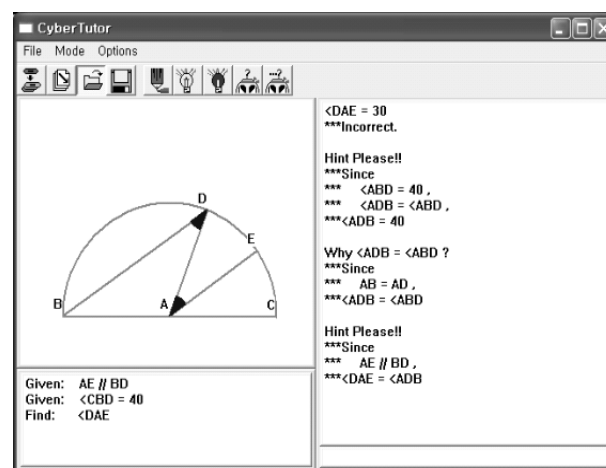 CyberTutor
File Mode Options
D
E
B
A
C
Given: AE // BD
Given: <CBD = 40
Find: <DAE
<DAE = 30
***Incorrect.
Hint Please!!
***Since
*** <ABD = 40 ,
*** <ADB = <ABD ,
***<ADB = 40
Why <ADB = <ABD ?
***Since
*** AB = AD ,
***<ADB = <ABD
Hint Please!!
***Since
*** AE // BD ,
***<DAE = <ADB